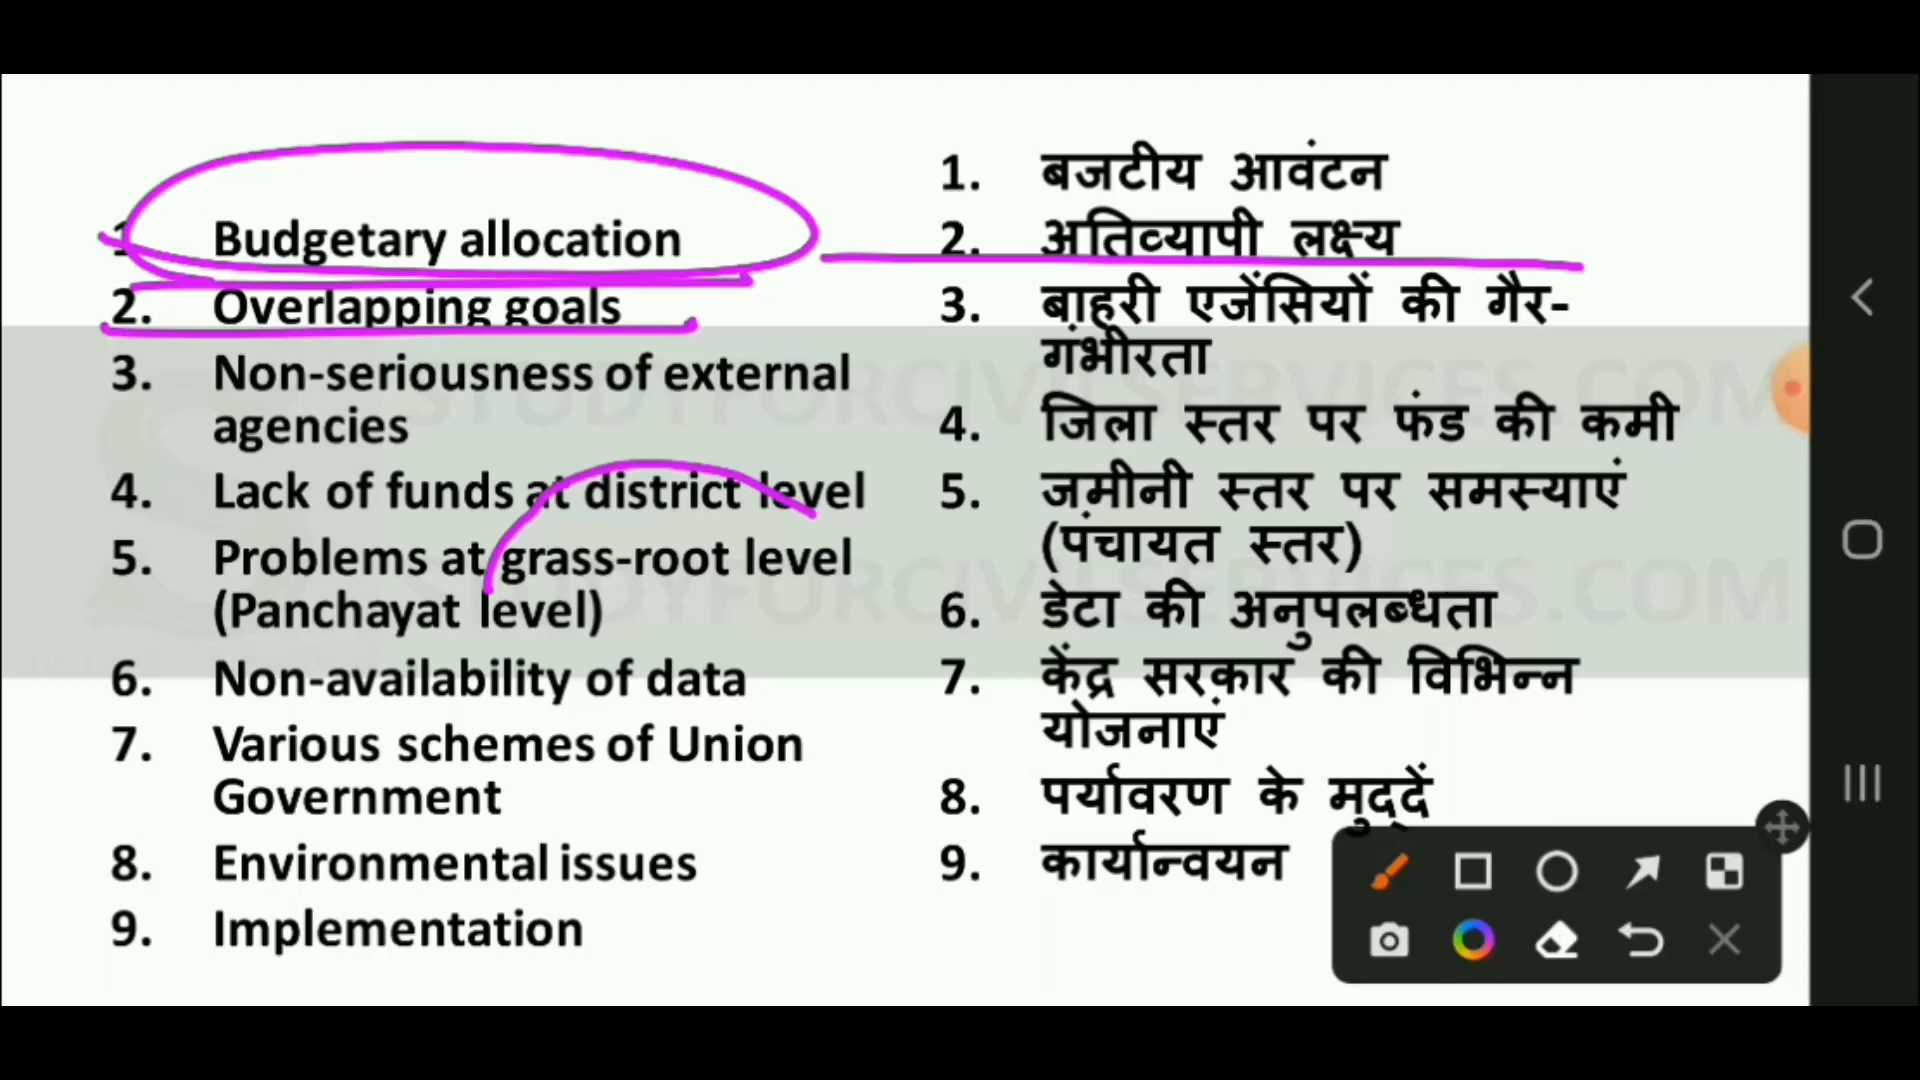 1. Budgetary allocation
2. Overlapping goals
3. Non-seriousness of external
agencies
4. Lack of funds at district level
5. Problems at grass-root level
(Panchayat level)
6. Non-availability of data
7. Various schemes of Union
Government
8. Environmental issues
9. Implementation
1. बजटीय आवंटन
2. अतिव्यापी लक्ष्य
3. बाहरी एजेंसियों की गैर-
गंभीरता
4. जिला स्तर पर फंड की कमी
5. जमीनी स्तर पर समस्याएं
(पंचायत स्तर)
6. डेटा की अनुपलब्धता
7. केंद्र सरकार की विभिन्न
योजनाएं
8. पर्यावरण के मुद्दें
9. कार्यान्वयन
STUDYFORCIVILSERVICES.COM
STUDYFORCIVILSERVICES.COM